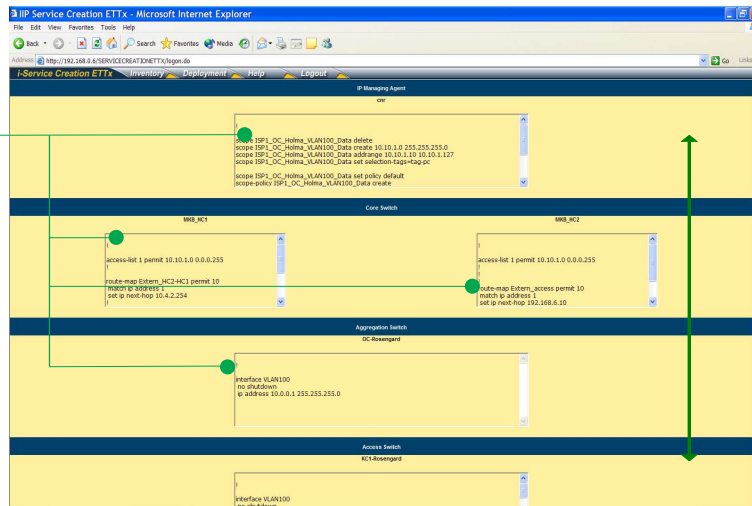 IIP Service Creation ETTx - Microsoft Internet Explorer
File Edit View Favorites Tools Help
Back Search Favorites Media
Address http://192.168.0.6/SERVICECREATIONETTX/logon.do Go Links
i-Service Creation ETTx Inventory Deployment Help Logout
IP Managing Agent
cnr
!
scope ISP1_OC_Holma_VLAN100_Data delete
scope ISP1_OC_Holma_VLAN100_Data create 10.10.1.0 255.255.255.0
scope ISP1_OC_Holma_VLAN100_Data addrange 10.10.1.10 10.10.1.127
scope ISP1_OC_Holma_VLAN100_Data set selection-tags=tag-pc
scope ISP1_OC_Holma_VLAN100_Data set policy default
scope-policy ISP1_OC_Holma_VLAN100_Data create
Core Switch
MKB_HC1
!
access-list 1 permit 10.10.1.0 0.0.0.255
!
route-map Extern_HC2-HC1 permit 10
match ip address 1
set ip next-hop 10.4.2.254
!
MKB_HC2
!
access-list 1 permit 10.10.1.0 0.0.0.255
!
!
route-map Extern_access permit 10
match ip address 1
set ip next-hop 192.168.6.10
Aggregation Switch
OC-Rosengard
!
interface VLAN100
no shutdown
ip address 10.0.0.1 255.255.255.0
Access Switch
KC1-Rosengard
!
interface VLAN100
no shutdown